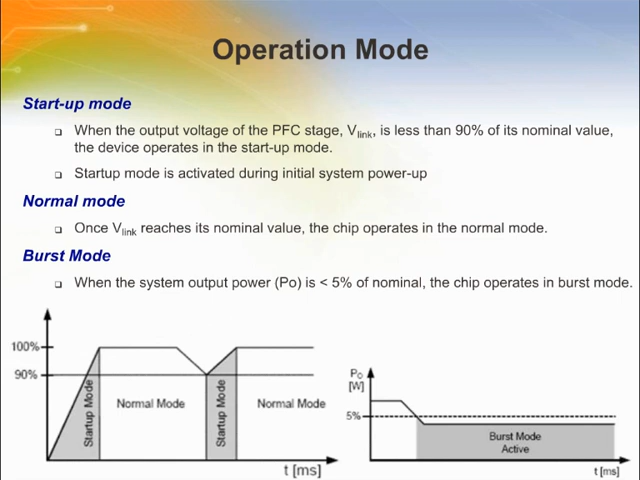 Operation Mode
Start-up mode
When the output voltage of the PFC stage, Vlink, is less than 90% of its nominal value,
the device operates in the start-up mode.
Startup mode is activated during initial system power-up
Normal mode
Once Vlink reaches its nominal value, the chip operates in the normal mode.
Burst Mode
When the system output power (Po) is < 5% of nominal, the chip operates in burst mode.
100%
90%
Startup Mode
Normal Mode
Startup Mode
Normal Mode
t [ms]
Po
[W]
5%
Burst Mode
Active
t [ms]